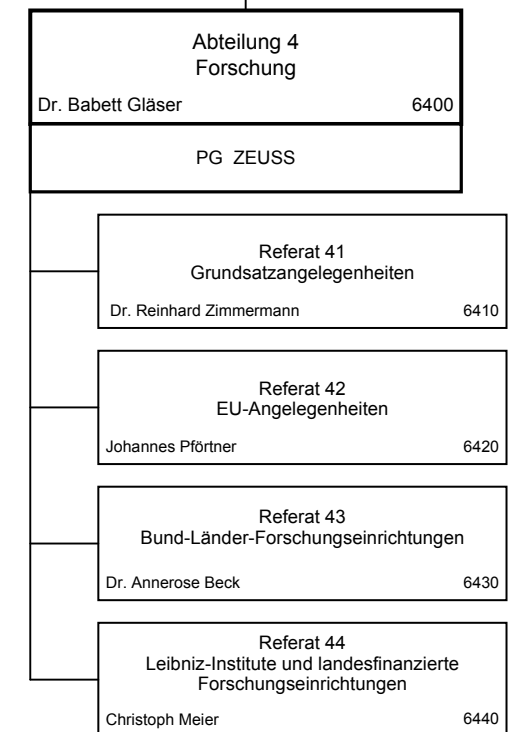 Abteilung 4
Forschung
Dr. Babett Gläser 6400
PG ZEUSS
Referat 41
Grundsatzangelegenheiten
Dr. Reinhard Zimmermann 6410
Referat 42
EU-Angelegenheiten
Johannes Pförtner 6420
Referat 43
Bund-Länder-Forschungseinrichtungen
Dr. Annerose Beck 6430
Referat 44
Leibniz-Institute und landesfinanzierte
Forschungseinrichtungen
Christoph Meier 6440